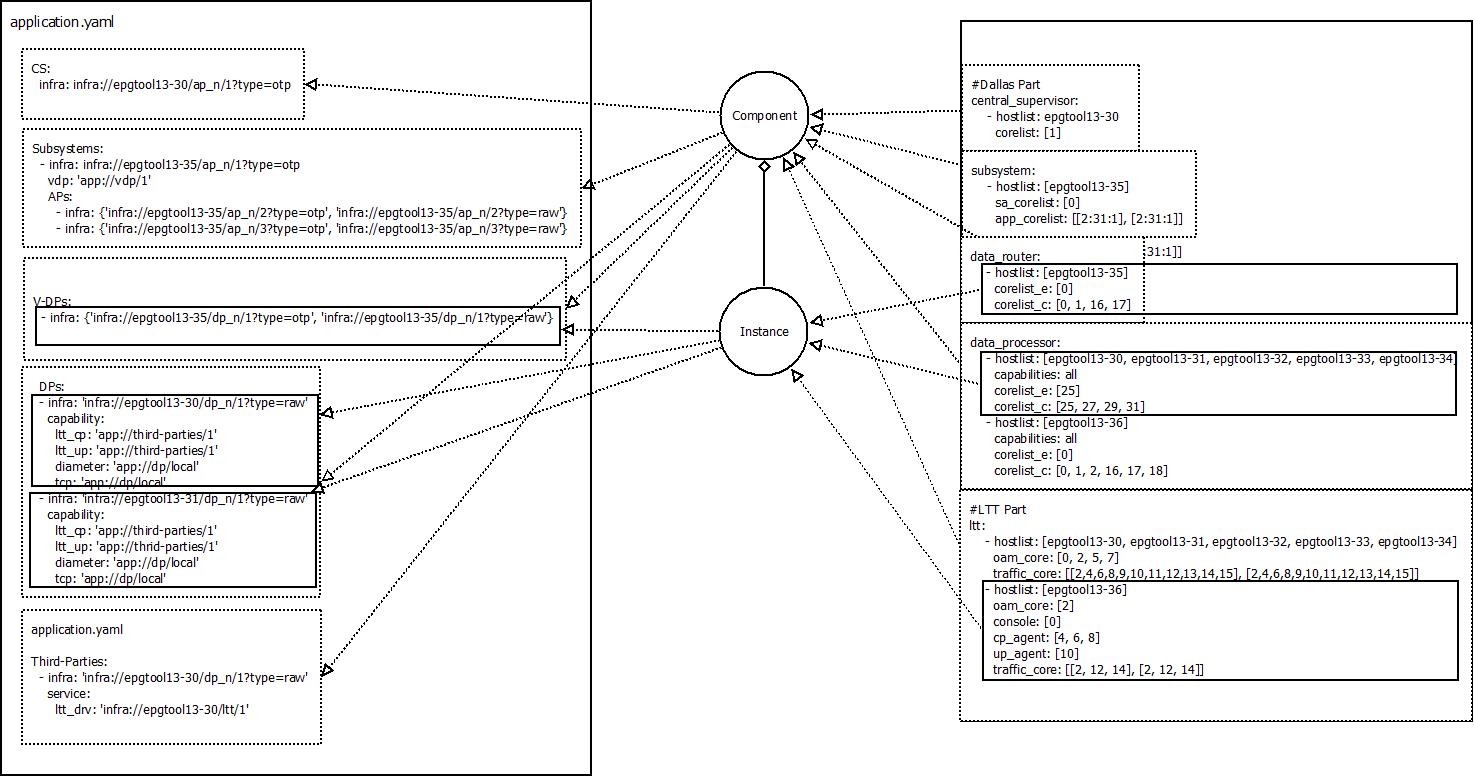 application.yaml
CS:
infra: infra://epgtool13-30/ap_n/1?type=otp
Subsystems:
- infra: infra://epgtool13-35/ap_n/1?type=otp
vdp: 'app://vdp/1'
APs:
- infra: {'infra://epgtool13-35/ap_n/2?type=otp', 'infra://epgtool13-35/ap_n/2?type=raw'}
- infra: {'infra://epgtool13-35/ap_n/3?type=otp', 'infra://epgtool13-35/ap_n/3?type=raw'}
V-DPs:
- infra: {'infra://epgtool13-35/dp_n/1?type=otp', 'infra://epgtool13-35/dp_n/1?type=raw'}
DPs:
- infra: 'infra://epgtool13-30/dp_n/1?type=raw'
capability:
ltt_cp: 'app://third-parties/1'
ltt_up: 'app://thrid-parties/1'
diameter: 'app://dp/local'
tcp: 'app://dp/local'
- infra: 'infra://epgtool13-31/dp_n/1?type=raw'
capability:
ltt_cp: 'app://third-parties/1'
ltt_up: 'app://thrid-parties/1'
diameter: 'app://dp/local'
tcp: 'app://dp/local'
application.yaml
Third-Parties:
- infra: 'infra://epgtool13-30/dp_n/1?type=raw'
service:
ltt_drv: 'infra://epgtool13-30/ltt/1'
Component
Instance
#Dallas Part
central_supervisor:
- hostlist: epgtool13-30
corelist: [1]
subsystem:
- hostlist: [epgtool13-35]
sa_corelist: [0]
app_corelist: [[2:31:1], [2:31:1]]
31:1]]
data_router:
- hostlist: [epgtool13-35]
corelist_e: [0]
corelist_c: [0, 1, 16, 17]
data_processor:
- hostlist: [epgtool13-30, epgtool13-31, epgtool13-32, epgtool13-33, epgtool13-34]
capabilities: all
corelist_e: [25]
corelist_c: [25, 27, 29, 31]
- hostlist: [epgtool13-36]
capabilities: all
corelist_e: [0]
corelist_c: [0, 1, 2, 16, 17, 18]
#LTT Part
ltt:
- hostlist: [epgtool13-30, epgtool13-31, epgtool13-32, epgtool13-33, epgtool13-34]
oam_core: [0, 2, 5, 7]
traffic_core: [[2,4,6,8,9,10,11,12,13,14,15], [2,4,6,8,9,10,11,12,13,14,15]]
- hostlist: [epgtool13-36]
oam_core: [2]
console: [0]
cp_agent: [4, 6, 8]
up_agent: [10]
traffic_core: [[2, 12, 14], [2, 12, 14]]